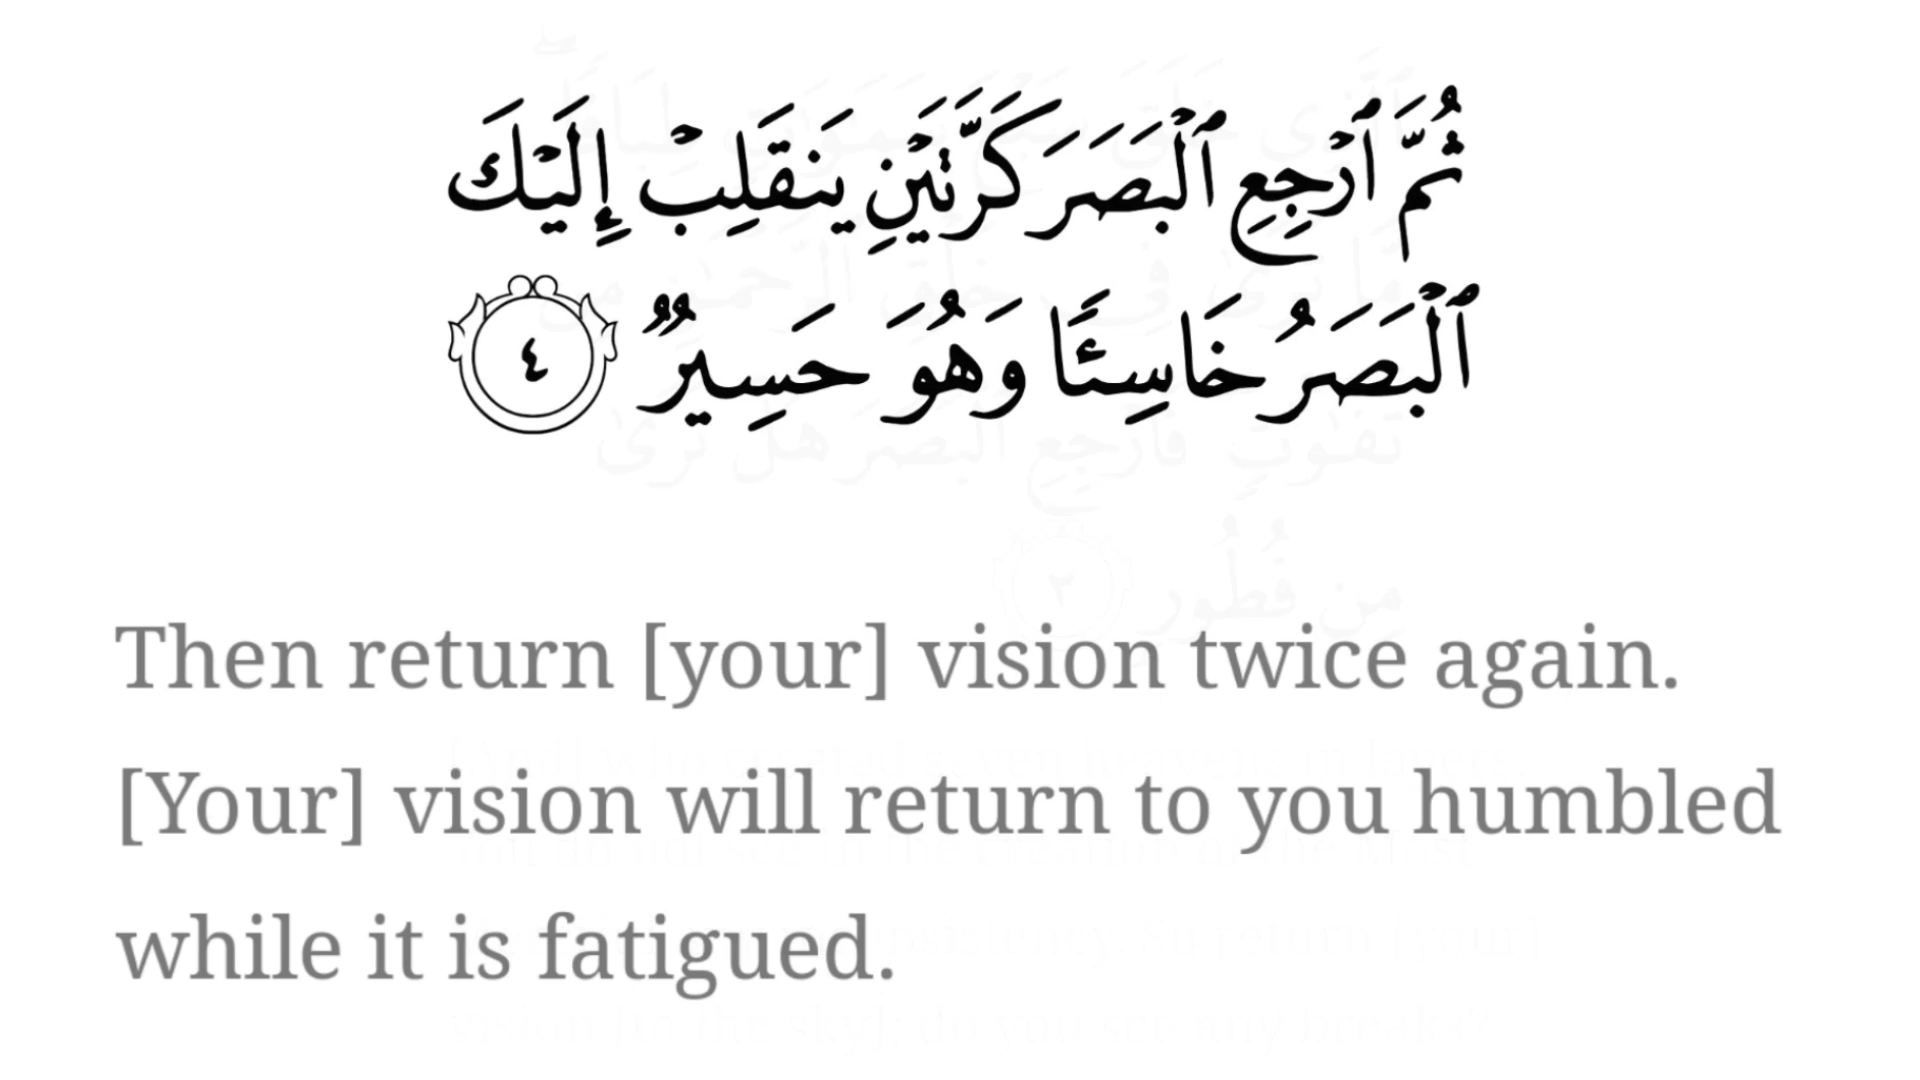 ثُمَّ ٱرْجِعِ ٱلْبَصَرَ كَرَّتَيْنِ يَنقَلِبْ إِلَيْكَ
ٱلْبَصَرُ خَاسِئًا وَهُوَ حَسِيرٌ ٤
Then return [your] vision twice again.
[Your] vision will return to you humbled
while it is fatigued.